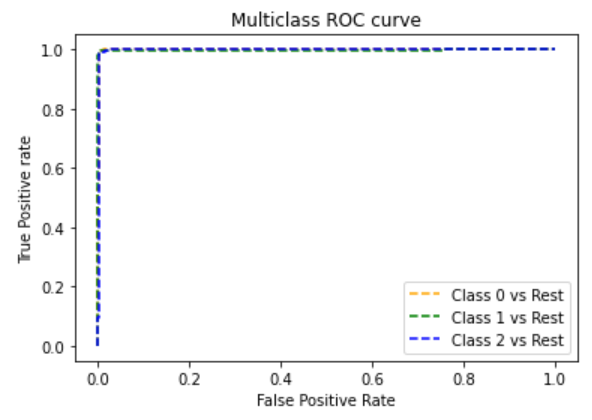 Multiclass ROC curve
True Positive rate
1.0
0.8
0.6
0.4
0.2
0.0
Class 0 vs Rest
Class 1 vs Rest
Class 2 vs Rest
0.0 0.2 0.4 0.6 0.8 1.0
False Positive Rate